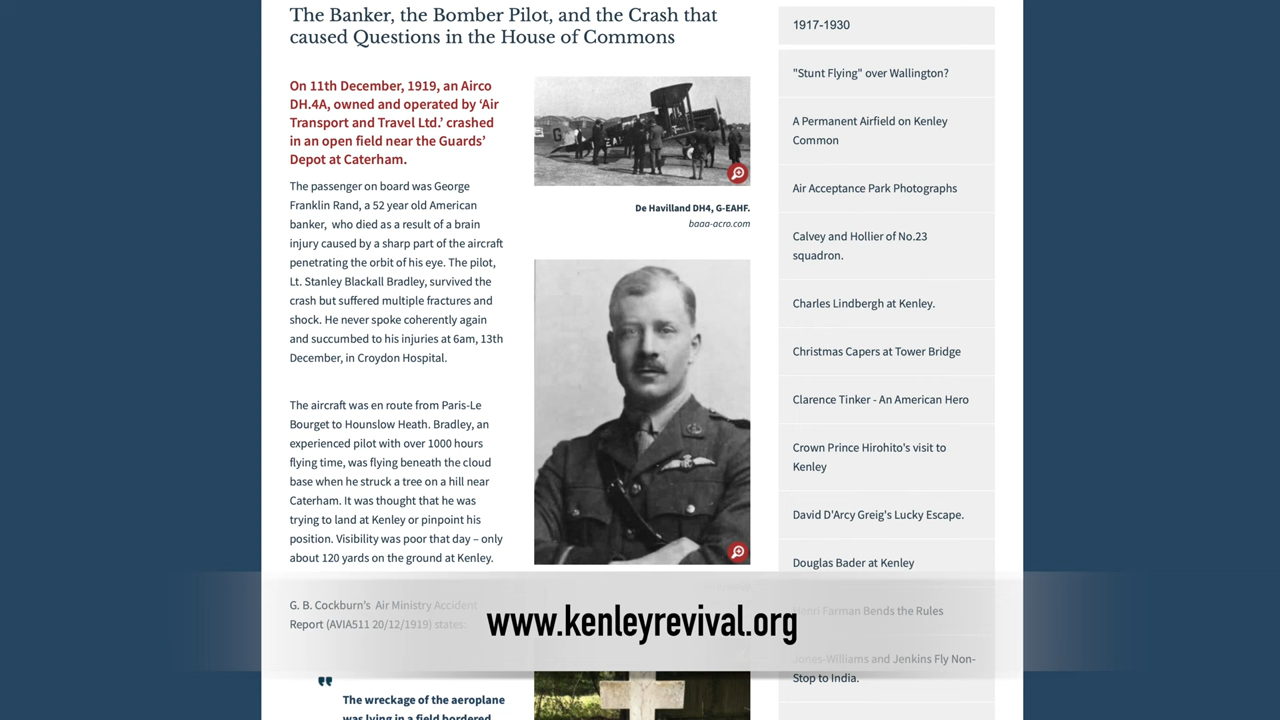 The Banker, the Bomber Pilot, and the Crash that
caused Questions in the House of Commons
On 11th December, 1919, an Airco
DH.4A, owned and operated by ‘Air
Transport and Travel Ltd.’ crashed
in an open field near the Guards’
Depot at Caterham.
The passenger on board was George
Franklin Rand, a 52 year old American
banker, who died as a result of a brain
injury caused by a sharp part of the aircraft
penetrating the orbit of his eye. The pilot,
Lt. Stanley Blackall Bradley, survived the
crash but suffered multiple fractures and
shock. He never spoke coherently again
and succumbed to his injuries at 6am, 13th
December, in Croydon Hospital.
The aircraft was en route from Paris-Le
Bourget to Hounslow Heath. Bradley, an
experienced pilot with over 1000 hours
flying time, was flying beneath the cloud
base when he struck a tree on a hill near
Caterham. It was thought that he was
trying to land at Kenley or pinpoint his
position. Visibility was poor that day – only
about 120 yards on the ground at Kenley.
G. B. Cockburn’s Air Ministry Accident
Report (AVIA511 20/12/1919) states:
The wreckage of the aeroplane
was lying in a field bordered
G
De Havilland DH4, G-EAHF.
baaa-acro.com
1917-1930
"Stunt Flying" over Wallington?
A Permanent Airfield on Kenley
Common
Air Acceptance Park Photographs
Calvey and Hollier of No.23
squadron.
Charles Lindbergh at Kenley.
Christmas Capers at Tower Bridge
Clarence Tinker - An American Hero
Crown Prince Hirohito's visit to
Kenley
David D'Arcy Greig's Lucky Escape.
Douglas Bader at Kenley
Henri Farman Bends the Rules
Jones-Williams and Jenkins Fly Non-
Stop to India.
www.kenleyrevival.org